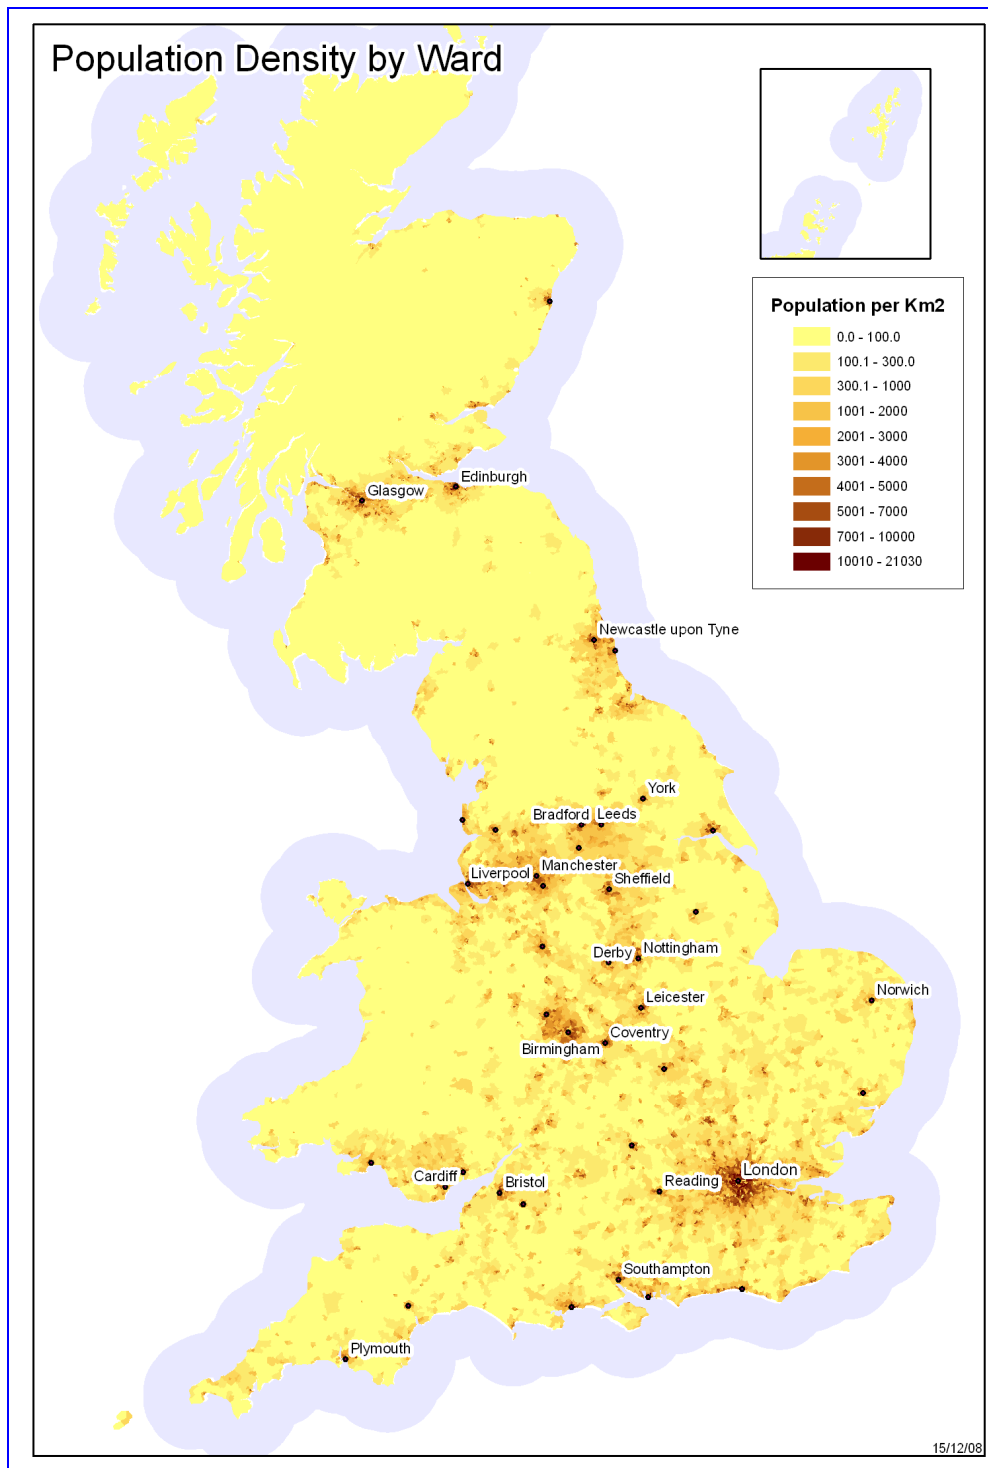 Population Density by Ward
Population per Km2
0.0 - 100.0
100.1 - 300.0
300.1 - 1000
1001 - 2000
2001 - 3000
3001 - 4000
4001 - 5000
5001 - 7000
7001 - 10000
10010 - 21030
Edinburgh
Glasgow
Newcastle upon Tyne
York
Bradford
Leeds
Manchester
Liverpool
Sheffield
Nottingham
Derby
Norwich
Leicester
Coventry
Birmingham
London
Cardiff
Bristol
Reading
Southampton
Plymouth
15/12/08